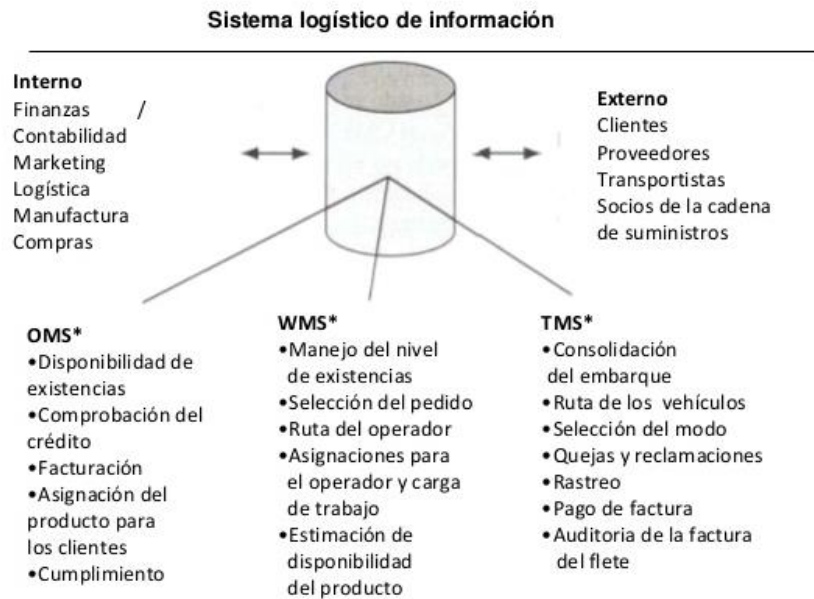 Sistema logístico de información
Interno
Finanzas /
Contabilidad
Marketing
Logística
Manufactura
Compras
Externo
Clientes
Proveedores
Transportistas
Socios de la cadena
de suministros
OMS*
•Disponibilidad de
existencias
•Comprobación del
crédito
•Facturación
•Asignación del
producto para
los clientes
•Cumplimiento
WMS*
•Manejo del nivel
de existencias
•Selección del pedido
•Ruta del operador
•Asignaciones para
el operador y carga
de trabajo
•Estimación de
disponibilidad
del producto
TMS*
•Consolidación
del embarque
•Ruta de los vehículos
•Selección del modo
•Quejas y reclamaciones
•Rastreo
•Pago de factura
•Auditoria de la factura
del flete